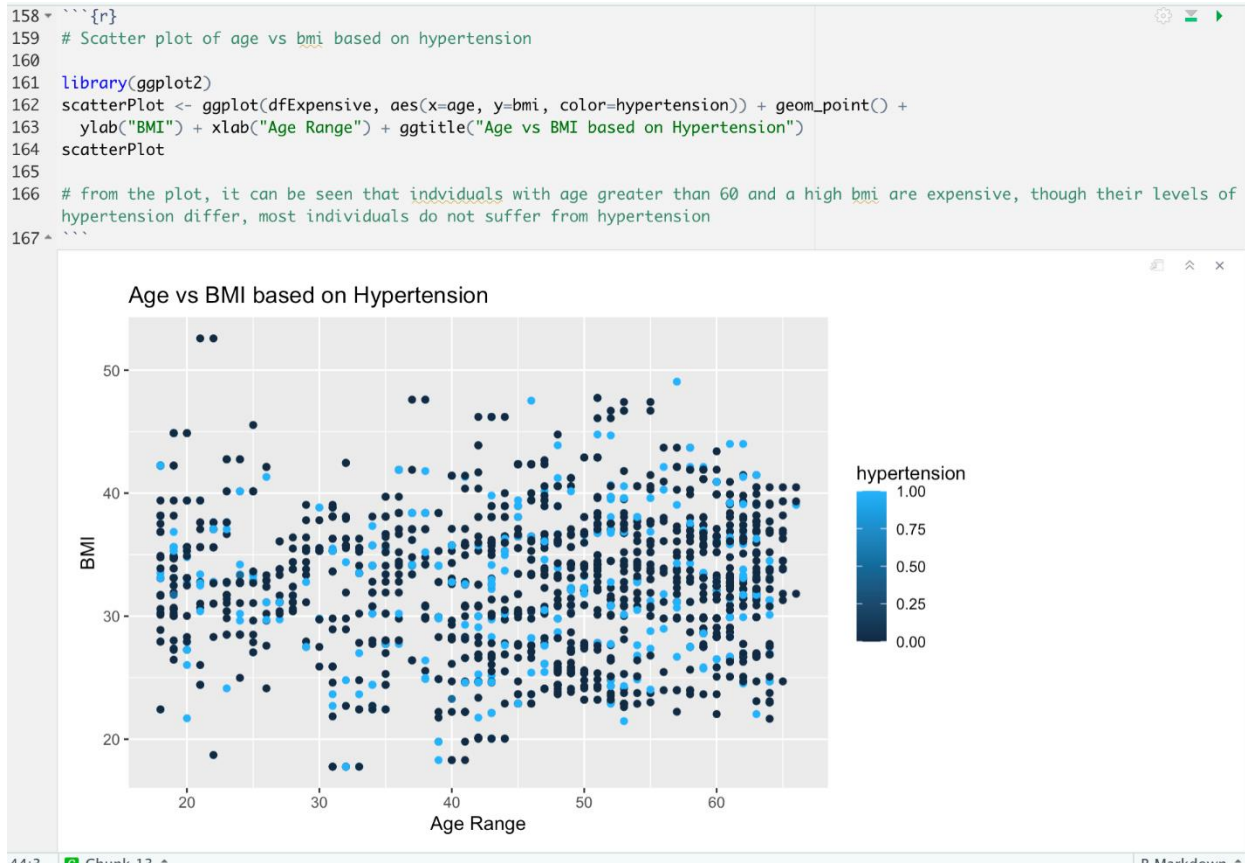 158 ```{r}
159 # Scatter plot of age vs bmi based on hypertension
160
161 library(ggplot2)
162 scatterPlot <- ggplot(dfExpensive, aes(x=age, y=bmi, color=hypertension)) + geom_point() +
163 ylab("BMI") + xlab("Age Range") + ggtitle("Age vs BMI based on Hypertension")
164 scatterPlot
165
166 # from the plot, it can be seen that indviduals with age greater than 60 and a high bmi are expensive, though their levels of
hypertension differ, most individuals do not suffer from hypertension
167 ```
Age vs BMI based on Hypertension
50
40
30
20
BMI
20 30 40 50 60
Age Range
hypertension
1.00
0.75
0.50
0.25
0.00
44:3 Chunk 13 R Markdown